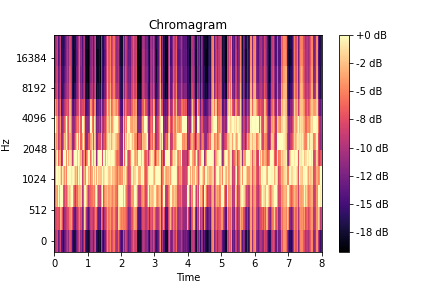 Chromagram
Hz
16384
8192
4096
2048
1024
512
0
0 1 2 3 4 5 6 7 8
Time
+0 dB
-2 dB
-5 dB
-8 dB
-10 dB
-12 dB
-15 dB
-18 dB